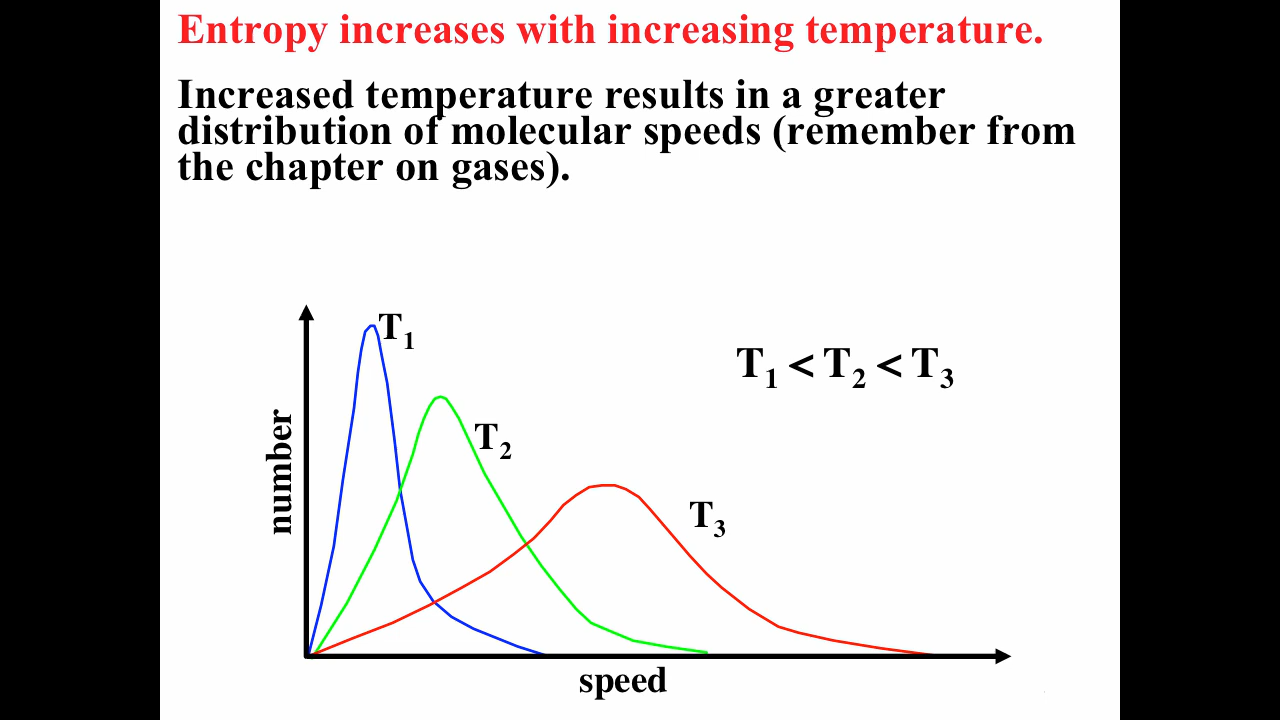 Entropy increases with increasing temperature.
Increased temperature results in a greater
distribution of molecular speeds (remember from
the chapter on gases).
T₁
T₁ < T₂ < T₃
T₂
T₃
number
speed